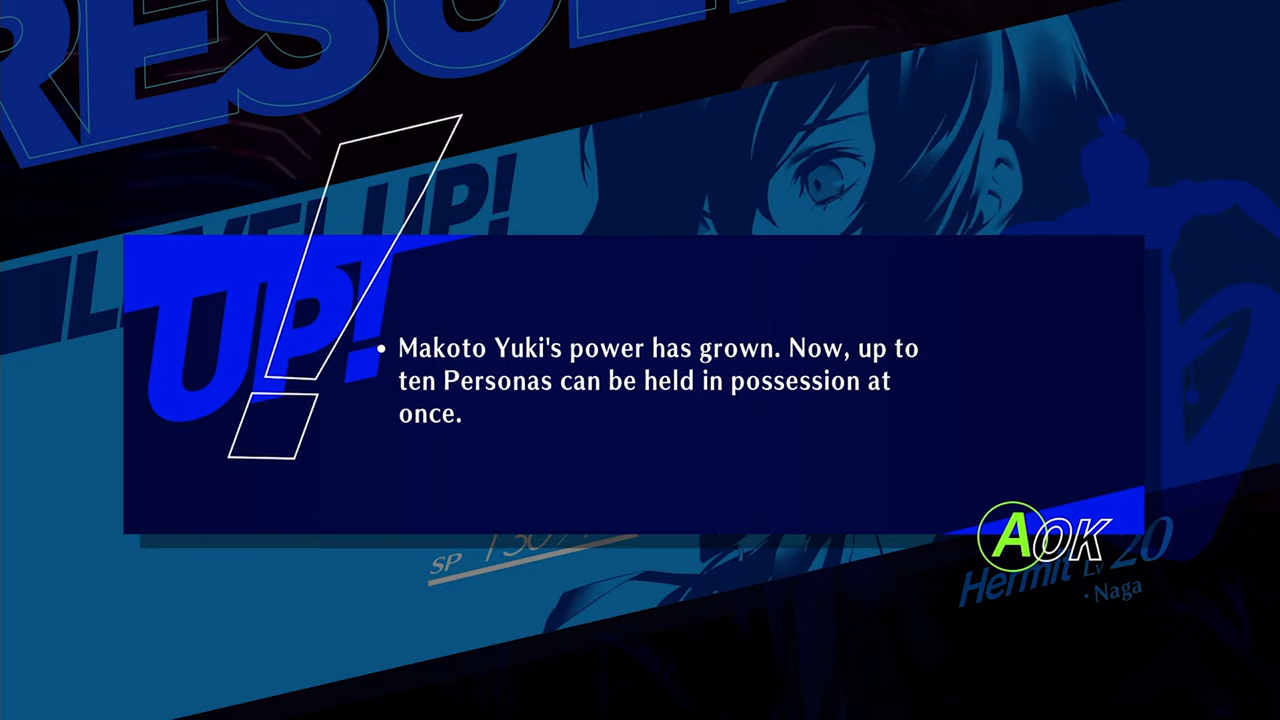 RESUL
LEVEL UP!
UP!
• Makoto Yuki's power has grown. Now, up to
ten Personas can be held in possession at
once.
SP
A OK
Hermit Lv 20
• Naga